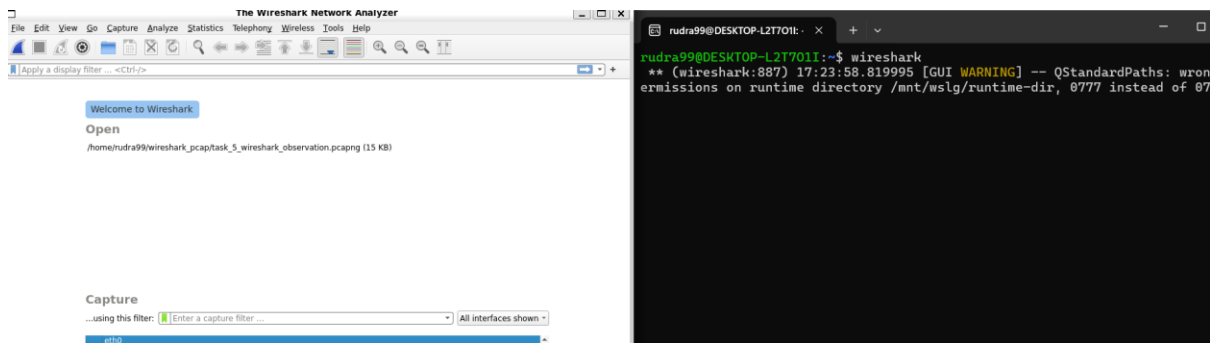 The Wireshark Network Analyzer
File Edit View Go Capture Analyze Statistics Telephony Wireless Tools Help
Apply a display filter ... <Ctrl-/>
+
Welcome to Wireshark
Open
/home/rudra99/wireshark_pcap/task_5_wireshark_observation.pcapng (15 KB)
Capture
...using this filter: Enter a capture filter ... All interfaces shown
eth0
rudra99@DESKTOP-L2T7O1I: ~
rudra99@DESKTOP-L2T7O1I:~$ wireshark
** (wireshark:887) 17:23:58.819995 [GUI WARNING] -- QStandardPaths: wron
ermissions on runtime directory /mnt/wslg/runtime-dir, 0777 instead of 07